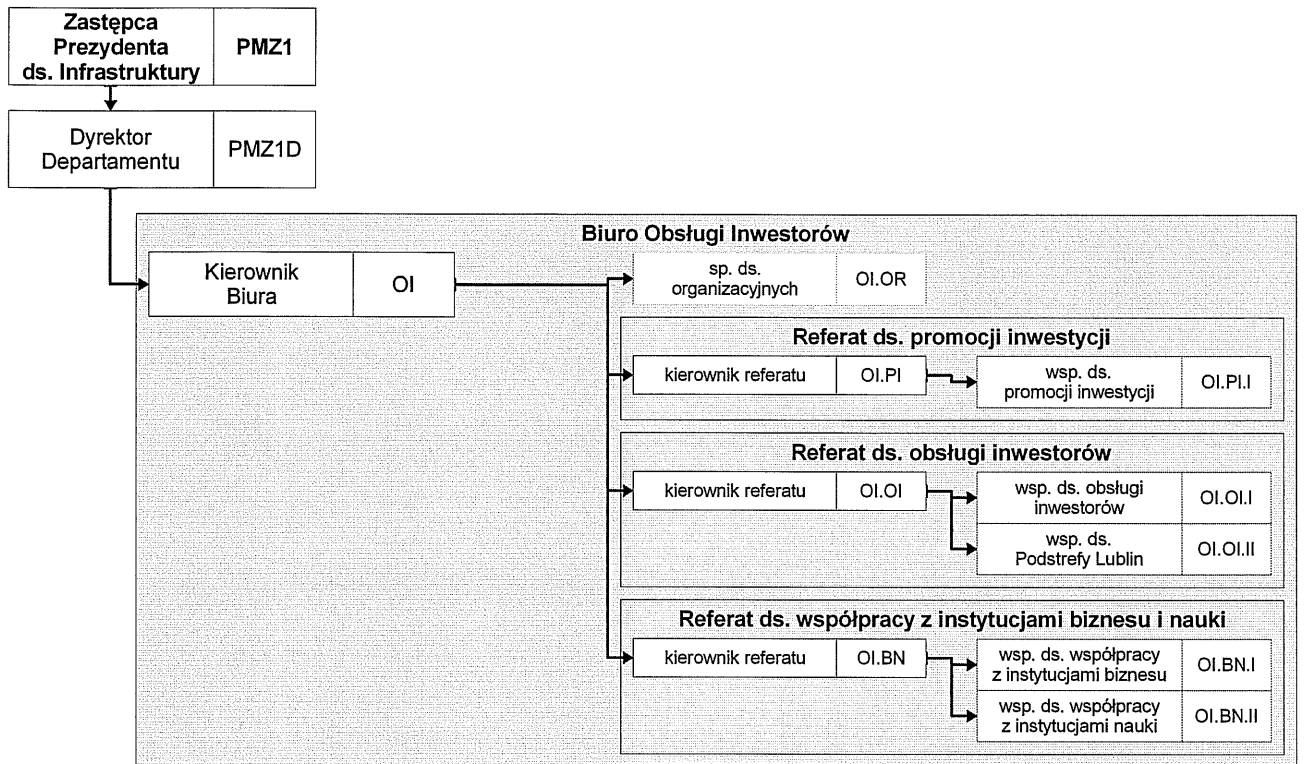 Zastępca
Prezydenta
ds. Infrastruktury
PMZ1
Dyrektor
Departamentu
PMZ1D
Biuro Obsługi Inwestorów
Kierownik
Biura
OI
sp. ds.
organizacyjnych
OI.OR
Referat ds. promocji inwestycji
kierownik referatu
OI.PI
wsp. ds.
promocji inwestycji
OI.PI.I
Referat ds. obsługi inwestorów
kierownik referatu
OI.OI
wsp. ds. obsługi
inwestorów
OI.OI.I
wsp. ds.
Podstrefy Lublin
OI.OI.II
Referat ds. współpracy z instytucjami biznesu i nauki
kierownik referatu
OI.BN
wsp. ds. współpracy
z instytucjami biznesu
OI.BN.I
wsp. ds. współpracy
z instytucjami nauki
OI.BN.II